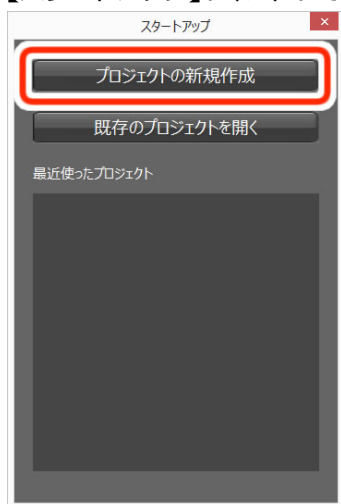 スタートアップ
プロジェクトの新規作成
既存のプロジェクトを開く
最近使ったプロジェクト